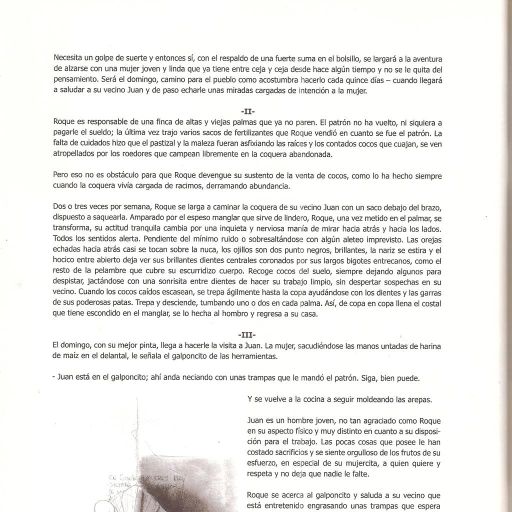 Necesita un golpe de suerte y entonces sí, con el respaldo de una fuerte suma en el bolsillo, se largará a la aventura
de alzarse con una mujer joven y linda que ya tiene entre ceja y ceja desde hace algún tiempo y no se le quita del
pensamiento. Será el domingo, camino para el pueblo como acostumbra hacerlo cada quince días – cuando llegará
a saludar a su vecino Juan y de paso echarle unas miradas cargadas de intención a la mujer.
-II-
Roque es responsable de una finca de altas y viejas palmas que ya no paren. El patrón no ha vuelto, ni siquiera a
pagarle el sueldo; la última vez trajo varios sacos de fertilizantes que Roque vendió en cuanto se fue el patrón. La
falta de cuidados hizo que el pastizal y la maleza fueran asfixiando las raíces y los contados cocos que cuajan, se ven
atropellados por los roedores que campean libremente en la coquera abandonada.
Pero eso no es obstáculo para que Roque devengue su sustento de la venta de cocos, como lo ha hecho siempre
cuando la coquera vivía cargada de racimos, derramando abundancia.
Dos o tres veces por semana, Roque se larga a caminar la coquera de su vecino Juan con un saco debajo del brazo,
dispuesto a saquearla. Amparado por el espeso manglar que sirve de lindero, Roque, una vez metido en el palmar, se
transforma, su actitud tranquila cambia por una inquieta y nerviosa manía de mirar hacia atrás y hacia los lados.
Todos los sentidos alerta. Pendiente del mínimo ruido o sobresaltándose con algún aleteo imprevisto. Las orejas
echadas hacia atrás casi se tocan sobre la nuca, los ojillos son dos punto negros, brillantes, la nariz se estira y el
hocico entre abierto deja ver sus brillantes dientes centrales coronados por sus largos bigotes entrecanos, como el
resto de la pelambre que cubre su escurridizo cuerpo. Recoge cocos del suelo, siempre dejando algunos para
despistar, jactándose con una sonrisita entre dientes de hacer su trabajo limpio, sin despertar sospechas en su
vecino. Cuando los cocos caídos escasean, se trepa ágilmente hasta la copa ayudándose con los dientes y las garras
de sus poderosas patas. Trepa y desciende, tumbando uno o dos en cada palma. Así, de copa en copa llena el costal
que tiene escondido en el manglar, se lo hecha al hombro y regresa a su casa.
-III-
El domingo, con su mejor pinta, llega a hacerle la visita a Juan. La mujer, sacudiéndose las manos untadas de harina
de maíz en el delantal, le señala el galponcito de las herramientas.
- Juan está en el galponcito; ahí anda neciando con unas trampas que le mandó el patrón. Siga, bien puede.
Y se vuelve a la cocina a seguir moldeando las arepas.
Juan es un hombre joven, no tan agraciado como Roque
en su aspecto físico y muy distinto en cuanto a su disposi-
ción para el trabajo. Las pocas cosas que posee le han
costado sacrificios y se siente orgulloso de los frutos de su
esfuerzo, en especial de su mujercita, a quien quiere y
respeta y no deja que nadie le falte.
Roque se acerca al galponcito y saluda a su vecino que
está entretenido engrasando unas trampas que espera